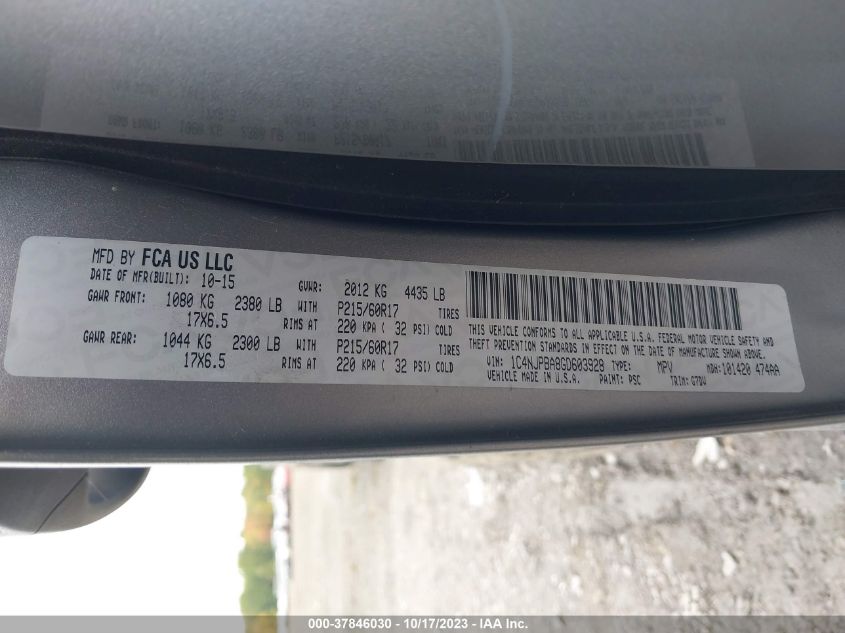 MFD BY FCA US LLC
DATE OF MFR(BUILT): 10-15 GVWR: 2012 KG 4435 LB
GAWR FRONT: 1080 KG 2380 LB WITH P215/60R17 TIRES
17X6.5 RIMS AT 220 KPA ( 32 PSI) COLD
GAWR REAR: 1044 KG 2300 LB WITH P215/60R17 TIRES
17X6.5 RIMS AT 220 KPA ( 32 PSI) COLD
THIS VEHICLE CONFORMS TO ALL APPLICABLE U.S.A. FEDERAL MOTOR VEHICLE SAFETY AND
THEFT PREVENTION STANDARDS IN EFFECT ON THE DATE OF MANUFACTURE SHOWN ABOVE.
VIN: 1C4NJPBA8GD603928 TYPE: MPV MDH: 101420 474AA
VEHICLE MADE IN U.S.A. PAINT: PSC TRIM: G7DV
000-37846030 - 10/17/2023 - IAA Inc.